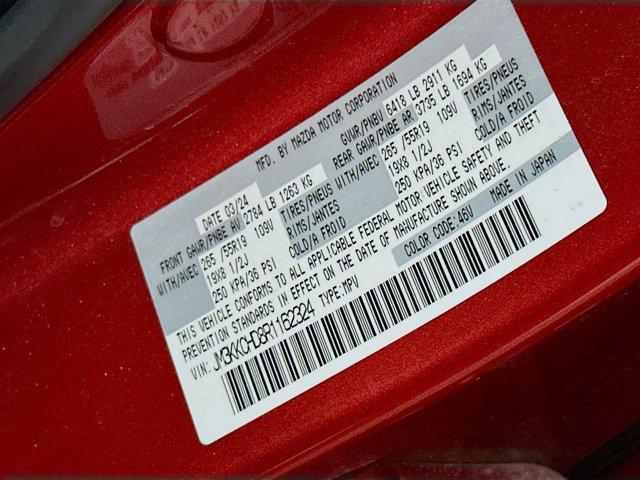 MFD. BY MAZDA MOTOR CORPORATION
DATE 03/24 GVWR/PNBV 6418 LB 2911 KG
FRONT GAWR/PNBE AV 2784 LB 1263 KG REAR GAWR/PNBE AR 3735 LB 1694 KG
WITH/AVEC 265 /55R19 109V TIRES/PNEUS WITH/AVEC 265 /55R19 109V TIRES/PNEUS
19X8 1/2J RIMS/JANTES 19X8 1/2J RIMS/JANTES
250 KPA/36 PSI COLD/A FROID 250 KPA/36 PSI COLD/A FROID
THIS VEHICLE CONFORMS TO ALL APPLICABLE FEDERAL MOTOR VEHICLE SAFETY AND THEFT
PREVENTION STANDARDS IN EFFECT ON THE DATE OF MANUFACTURE SHOWN ABOVE.
COLOR CODE:46V MADE IN JAPAN
VIN: JM3KKCHD8R1162324 TYPE:MPV